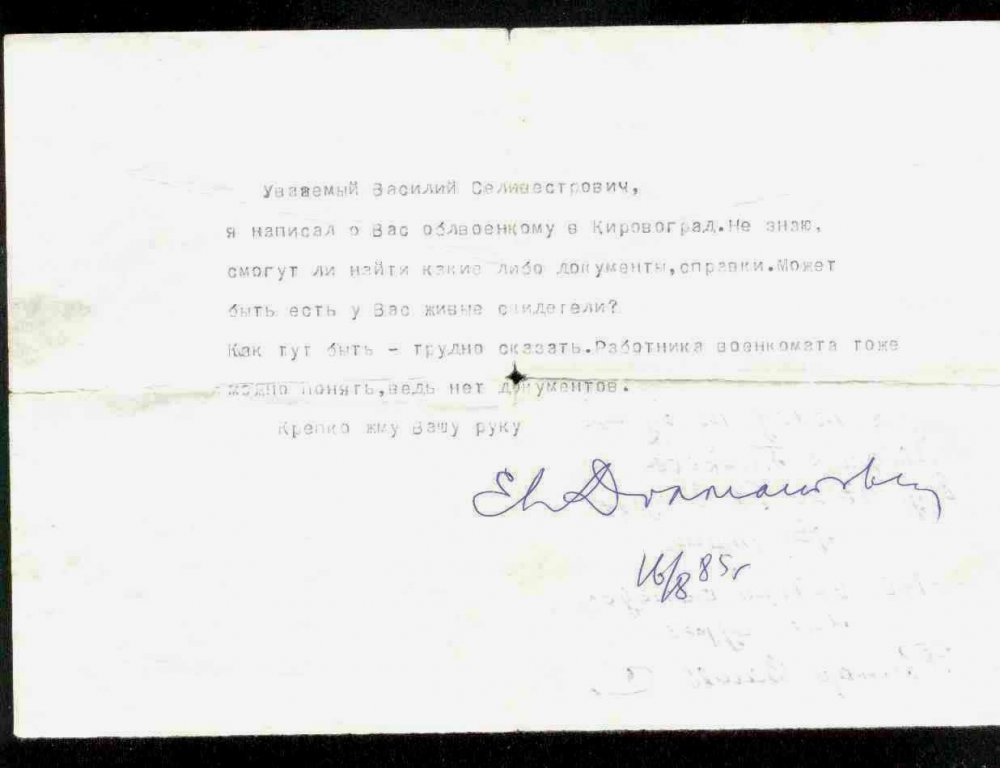 Уважаемый Василий Селивестрович,
я написал о Вас облвоенкому в Кировоград.Не знаю,
смогут ли найти какие либо документы,справки.Может
быть есть у Вас живые свидетели?
Как тут быть - трудно сказать.Работника военкомата тоже
можно понять,ведь нет документов.
Крепко жму Вашу руку
16/8 85г